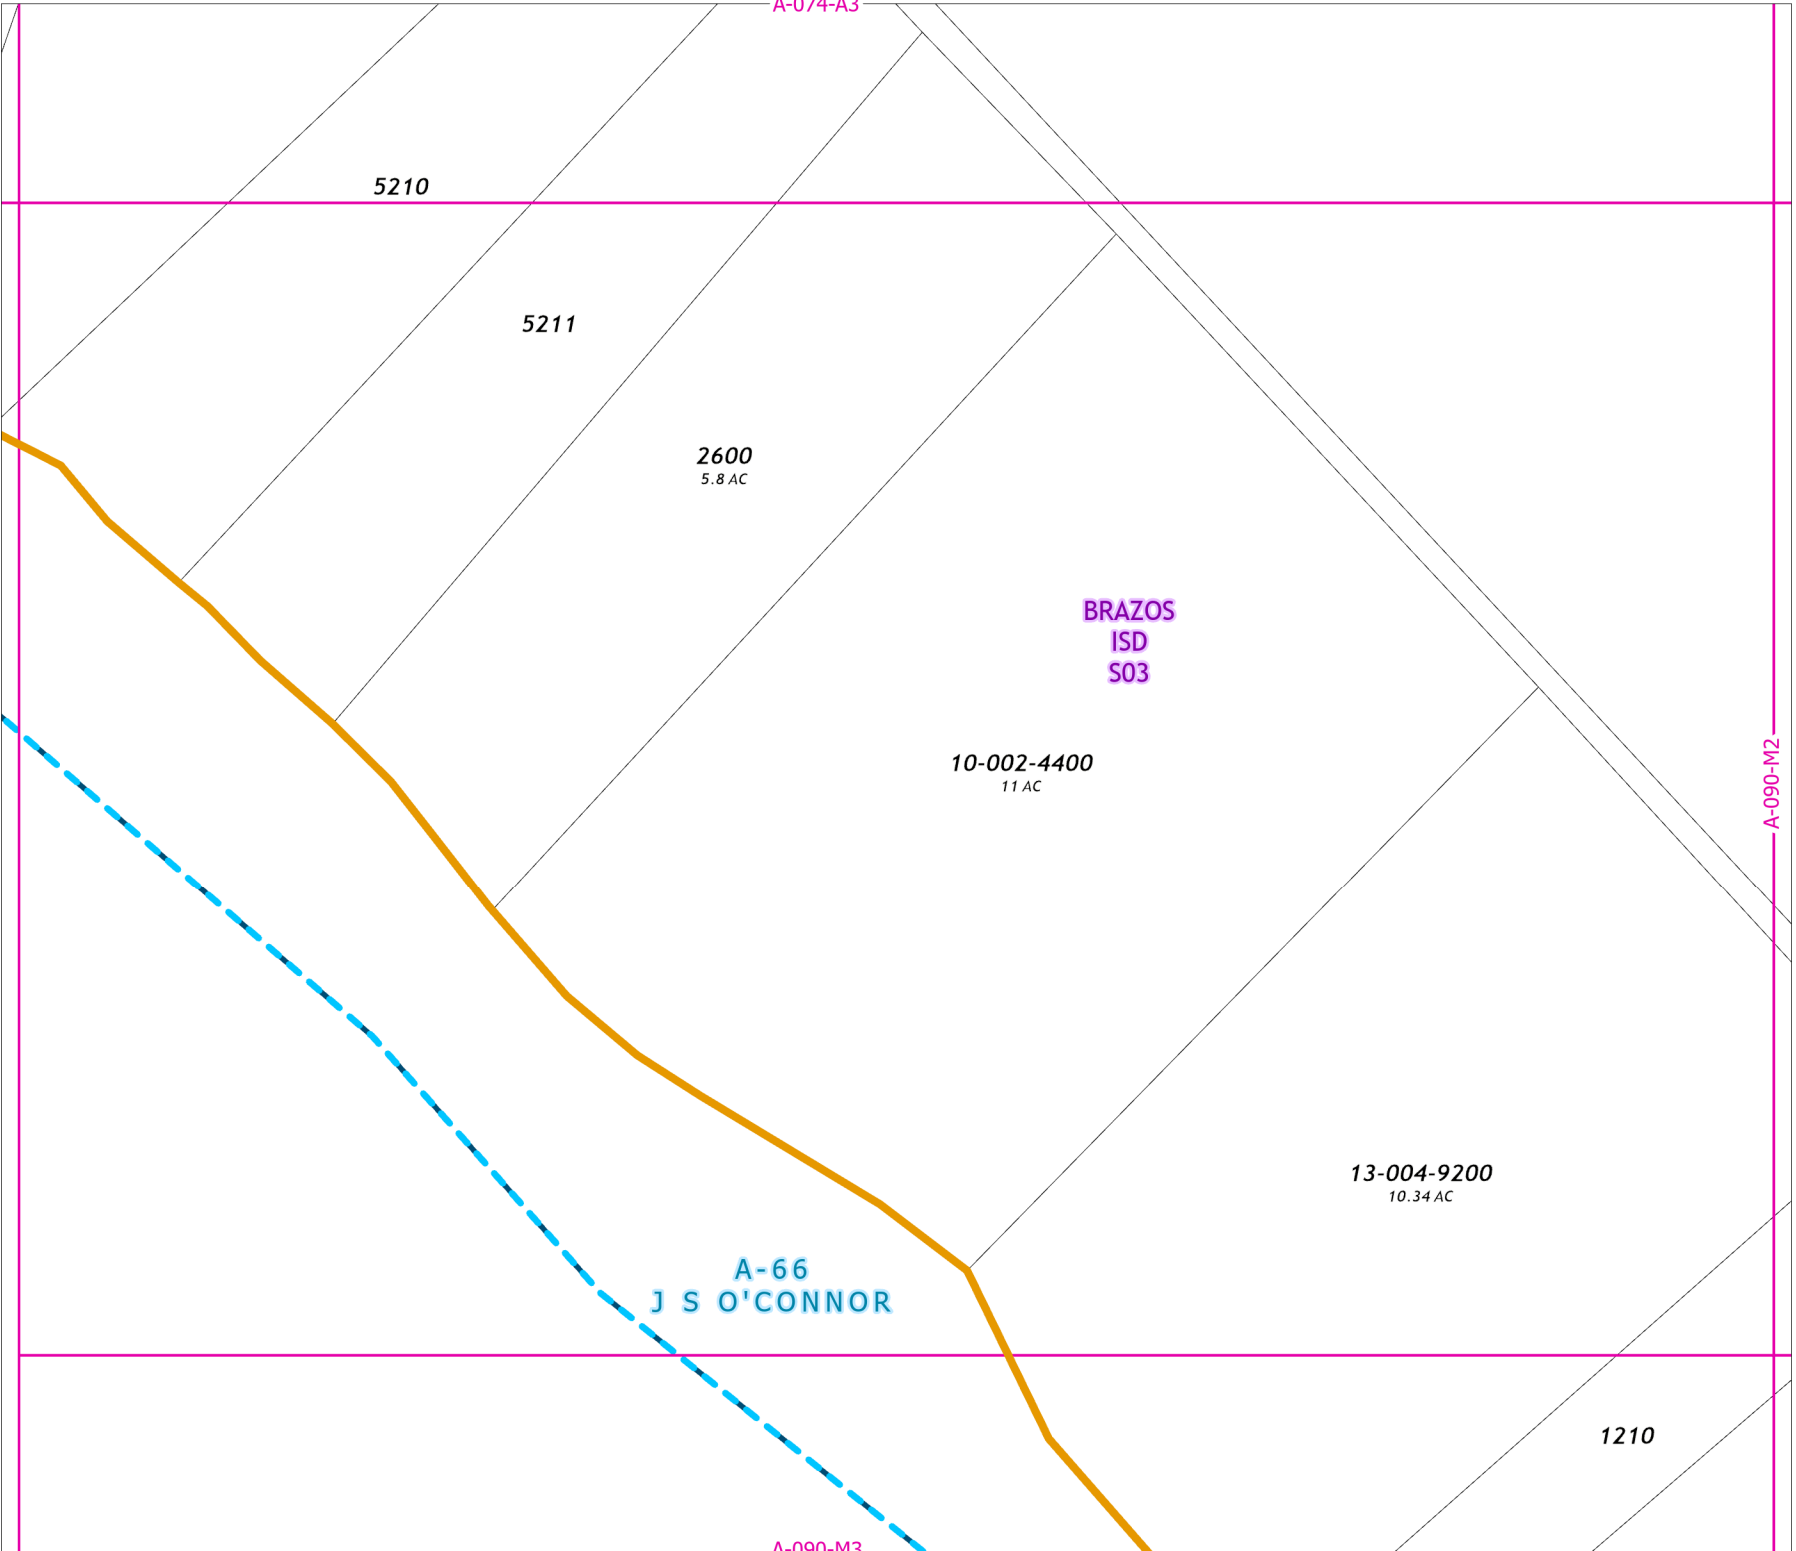 A-074-A3
5210
5211
2600
5.8 AC
BRAZOS
ISD
S03
10-002-4400
11 AC
A-090-M2
13-004-9200
10.34 AC
A-66
J S O'CONNOR
1210
A-090-M3